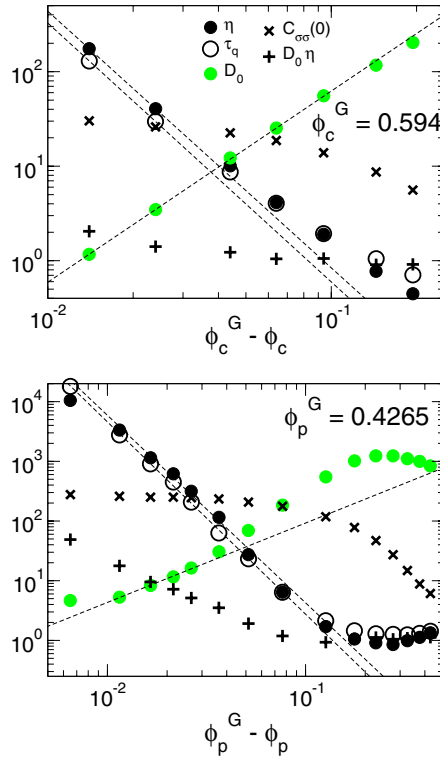 η C_σσ(0)
τ_q D_0 η
D_0
10^2
10^1
10^0
ϕ_c^G = 0.594
10^-2 10^-1
ϕ_c^G - ϕ_c
10^4
10^3
10^2
10^1
10^0
ϕ_p^G = 0.4265
10^-2 10^-1
ϕ_p^G - ϕ_p